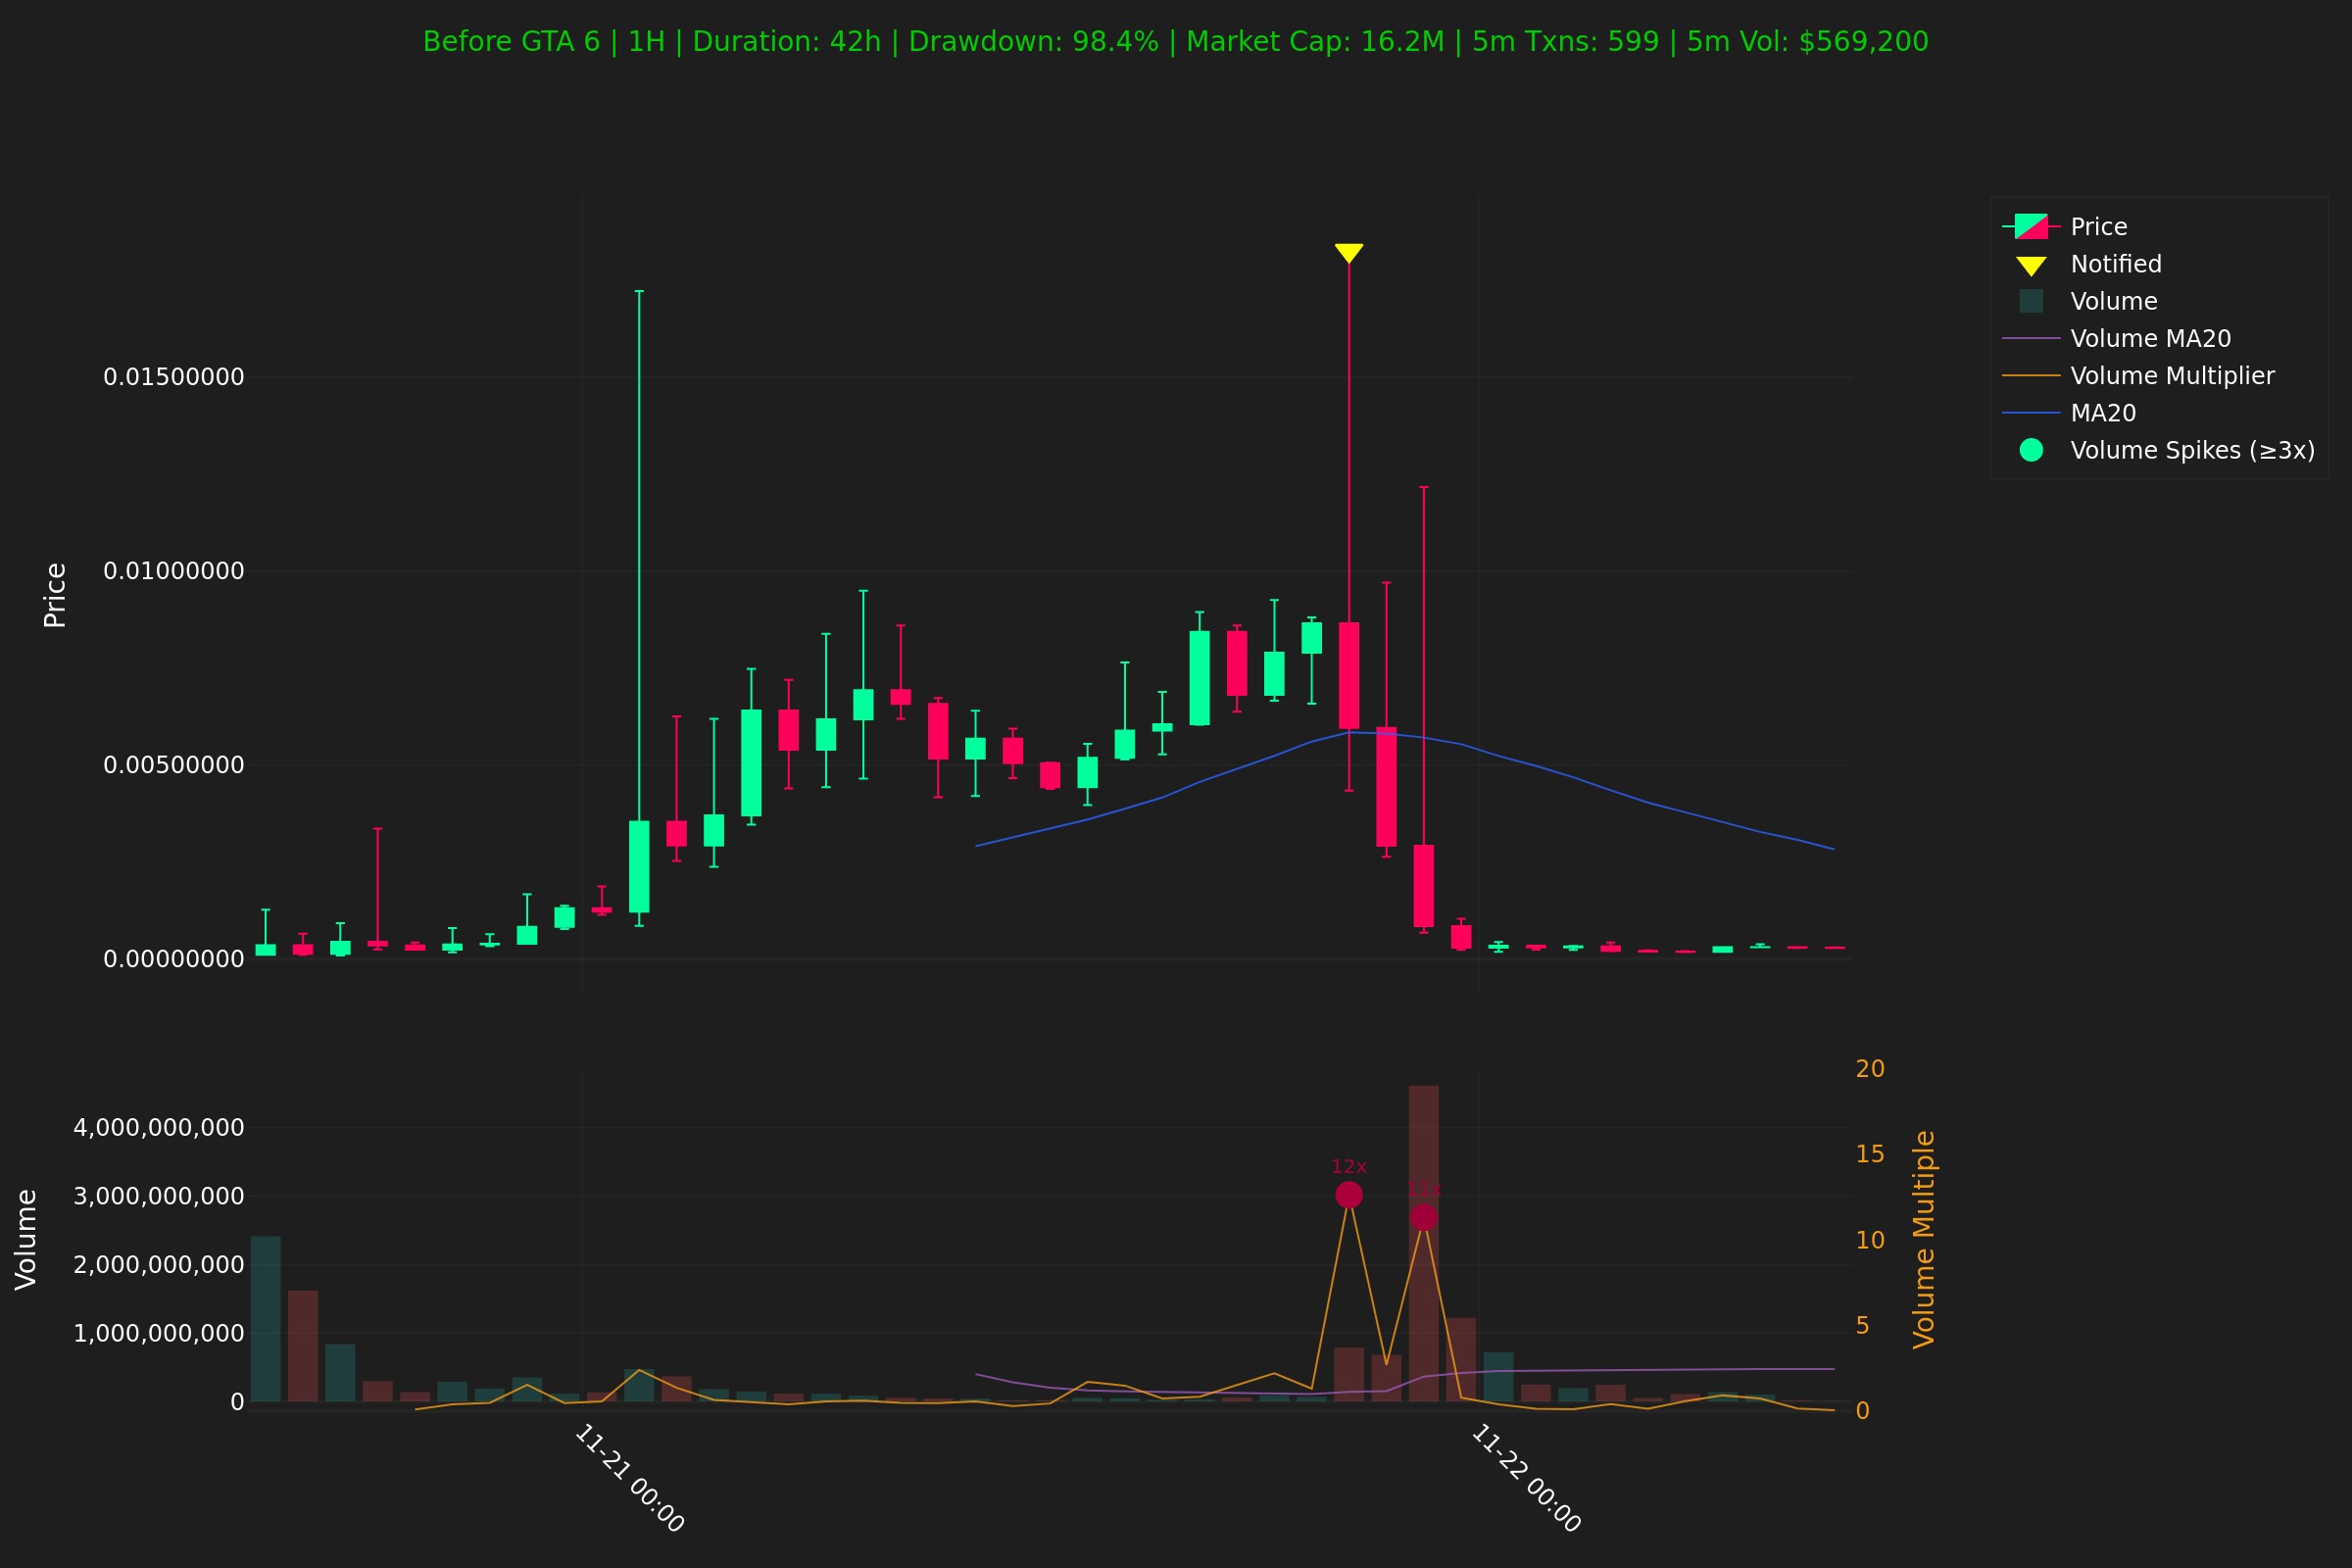 Before GTA 6 | 1H | Duration: 42h | Drawdown: 98.4% | Market Cap: 16.2M | 5m Txns: 599 | 5m Vol: $569,200
Price
Notified
Volume
Volume MA20
Volume Multiplier
MA20
Volume Spikes (≥3x)
Price
0.01500000
0.01000000
0.00500000
0.00000000
Volume
4,000,000,000
3,000,000,000
2,000,000,000
1,000,000,000
0
12x
11x
20
15
10
5
0
Volume Multiple
11-21 00:00
11-22 00:00